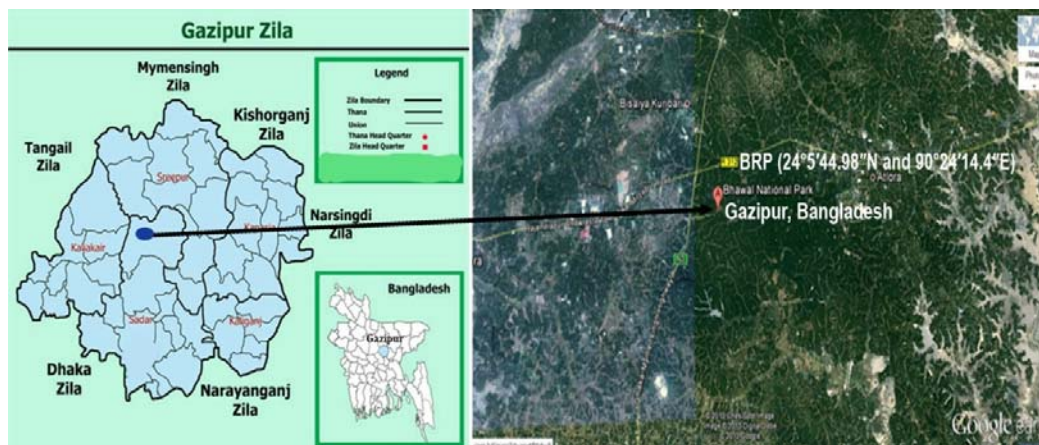 Gazipur Zila
Mymensingh
Zila
Kishorganj
Zila
Tangail
Zila
Legend
Zila Boundary
Thana
Union
Thana Head Quarter
Zila Head Quarter
Sreepur
Kaliakair
Kapasia
Narsingdi
Zila
Sadar
Kaliganj
Dhaka
Zila
Narayanganj
Zila
Bangladesh
Gazipur
BRP (24°5'44.98"N and 90°24'14.4"E)
Bhawal National Park
A
Gazipur, Bangladesh
Google